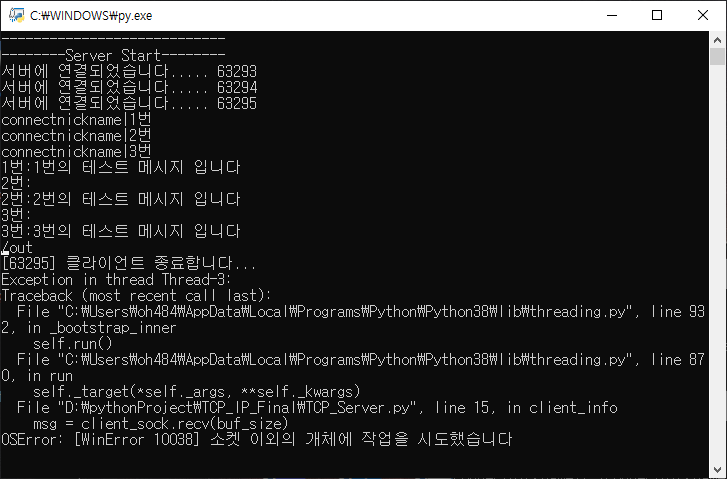 C:₩WINDOWS₩py.exe
----------------------------
--------Server Start--------
서버에 연결되었습니다..... 63293
서버에 연결되었습니다..... 63294
서버에 연결되었습니다..... 63295
connectnickname|1번
connectnickname|2번
connectnickname|3번
1번:1번의 테스트 메시지 입니다
2번:
2번:2번의 테스트 메시지 입니다
3번:
3번:3번의 테스트 메시지 입니다
/out
[63295] 클라이언트 종료합니다...
Exception in thread Thread-3:
Traceback (most recent call last):
  File "C:₩Users₩oh484₩AppData₩Local₩Programs₩Python₩Python38₩lib₩threading.py", line 93
2, in _bootstrap_inner
    self.run()
  File "C:₩Users₩oh484₩AppData₩Local₩Programs₩Python₩Python38₩lib₩threading.py", line 87
0, in run
    self._target(*self._args, **self._kwargs)
  File "D:₩pythonProject₩TCP_IP_Final₩TCP_Server.py", line 15, in client_info
    msg = client_sock.recv(buf_size)
OSError: [WinError 10038] 소켓 이외의 개체에 작업을 시도했습니다